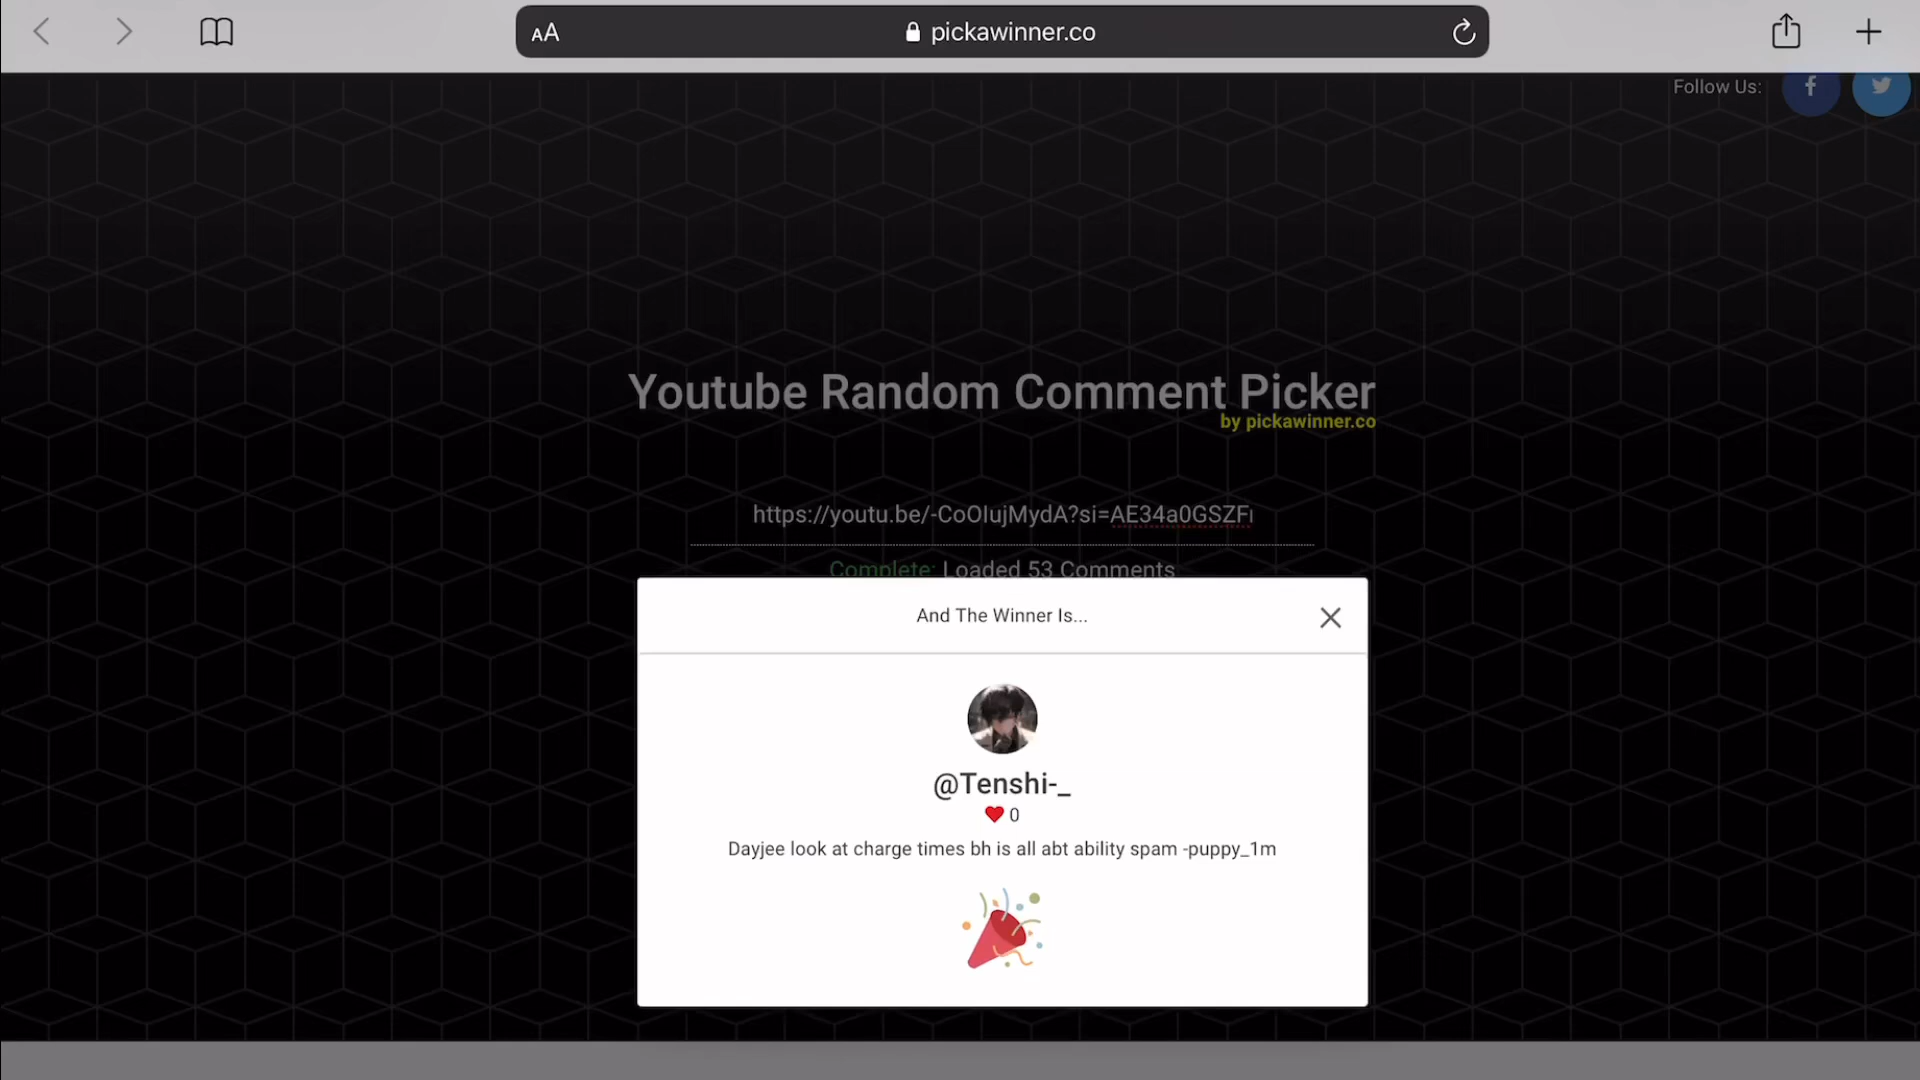 AA
pickawinner.co
Follow Us:
Youtube Random Comment Picker
by pickawinner.co
https://youtu.be/-CoOIujMydA?si=AE34a0GSZF
Complete: Loaded 53 Comments
And The Winner Is...
@Tenshi-_
0
Dayjee look at charge times bh is all abt ability spam -puppy_1m